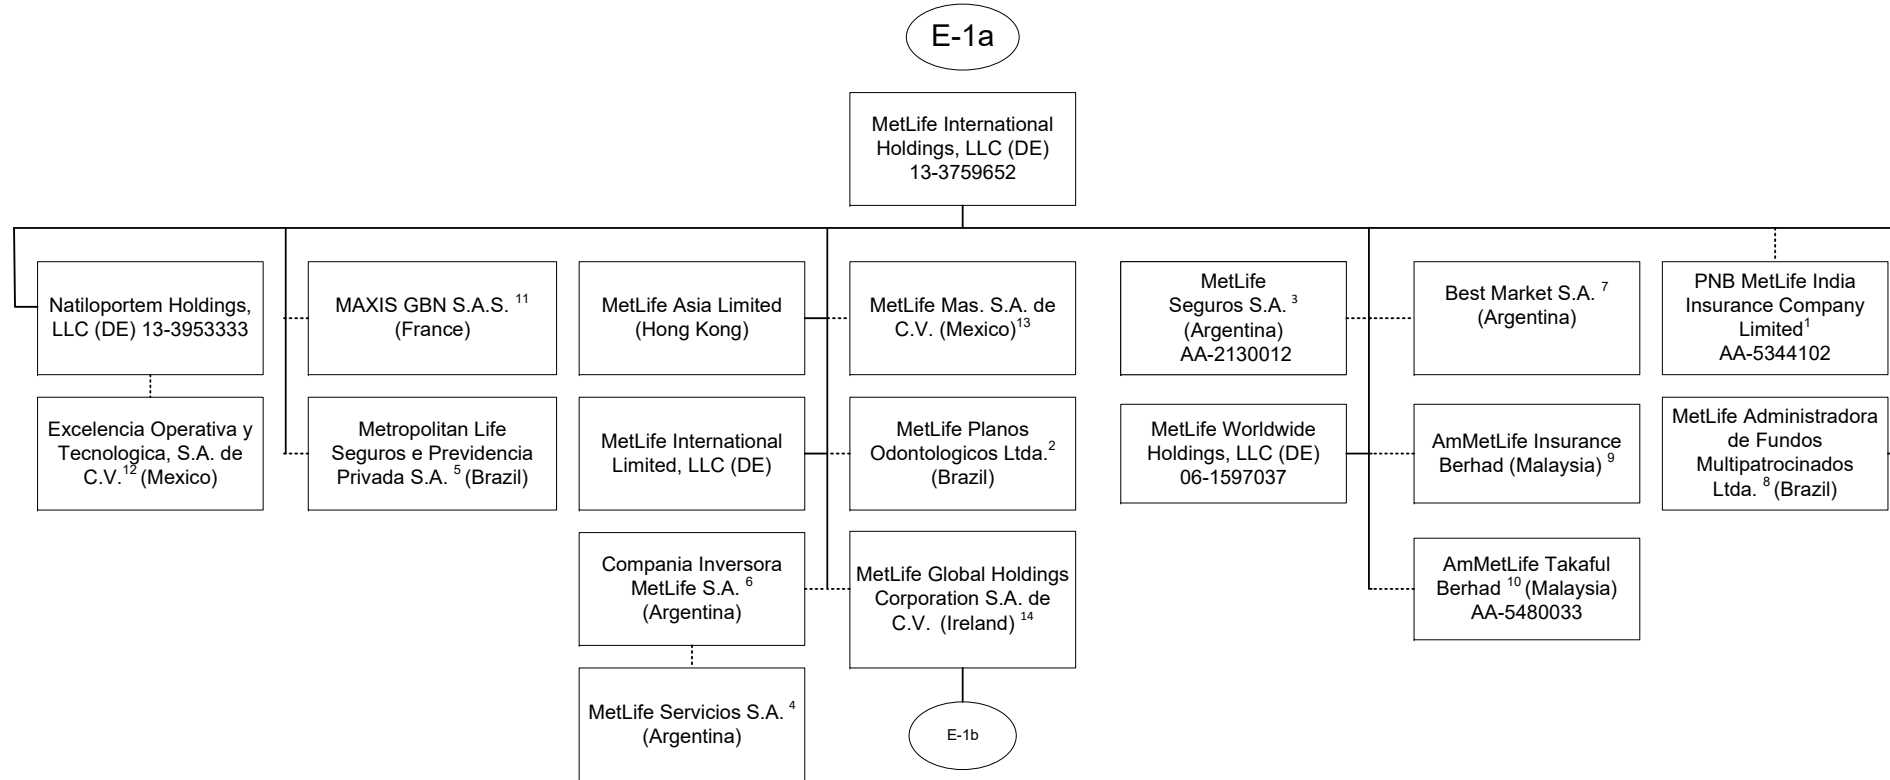 E-1a
MetLife International
Holdings, LLC (DE)
13-3759652
Natiloportem Holdings,
LLC (DE) 13-3953333
MAXIS GBN S.A.S. 11
(France)
MetLife Asia Limited
(Hong Kong)
MetLife Mas. S.A. de
C.V. (Mexico)13
MetLife
Seguros S.A. 3
(Argentina)
AA-2130012
Best Market S.A. 7
(Argentina)
PNB MetLife India
Insurance Company
Limited1
AA-5344102
Excelencia Operativa y
Tecnologica, S.A. de
C.V.12 (Mexico)
Metropolitan Life
Seguros e Previdencia
Privada S.A. 5 (Brazil)
MetLife International
Limited, LLC (DE)
MetLife Planos
Odontologicos Ltda.2
(Brazil)
MetLife Worldwide
Holdings, LLC (DE)
06-1597037
AmMetLife Insurance
Berhad (Malaysia) 9
MetLife Administradora
de Fundos
Multipatrocinados
Ltda. 8 (Brazil)
Compania Inversora
MetLife S.A. 6
(Argentina)
MetLife Global Holdings
Corporation S.A. de
C.V. (Ireland) 14
AmMetLife Takaful
Berhad 10 (Malaysia)
AA-5480033
MetLife Servicios S.A. 4
(Argentina)
E-1b